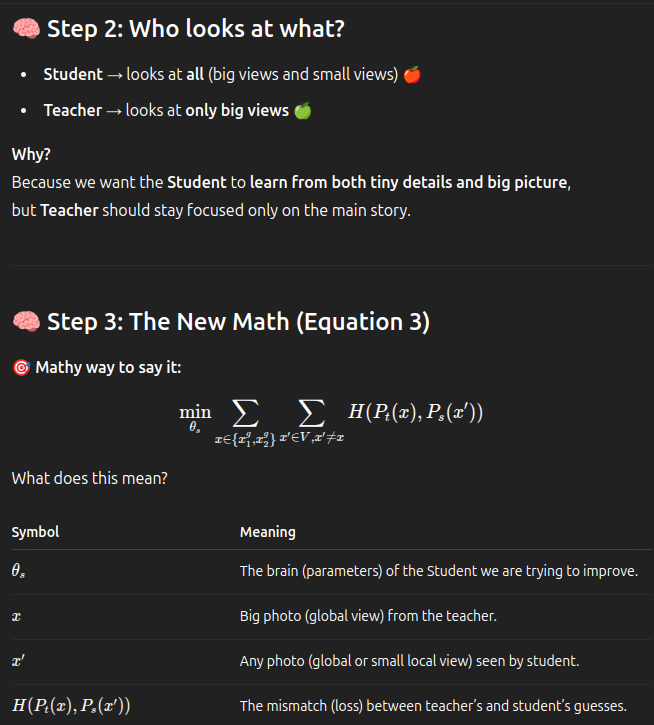 🧠 Step 2: Who looks at what?
• Student → looks at all (big views and small views) 🍎
• Teacher → looks at only big views 🍏
Why?
Because we want the Student to learn from both tiny details and big picture,
but Teacher should stay focused only on the main story.
🧠 Step 3: The New Math (Equation 3)
🎯 Mathy way to say it:
min_{θ_s} ∑_{x∈{x_1^g,x_2^g}} ∑_{x'∈V,x'≠x} H(P_t(x), P_s(x'))
What does this mean?
Symbol Meaning
θ_s The brain (parameters) of the Student we are trying to improve.
x Big photo (global view) from the teacher.
x' Any photo (global or small local view) seen by student.
H(P_t(x), P_s(x')) The mismatch (loss) between teacher’s and student’s guesses.